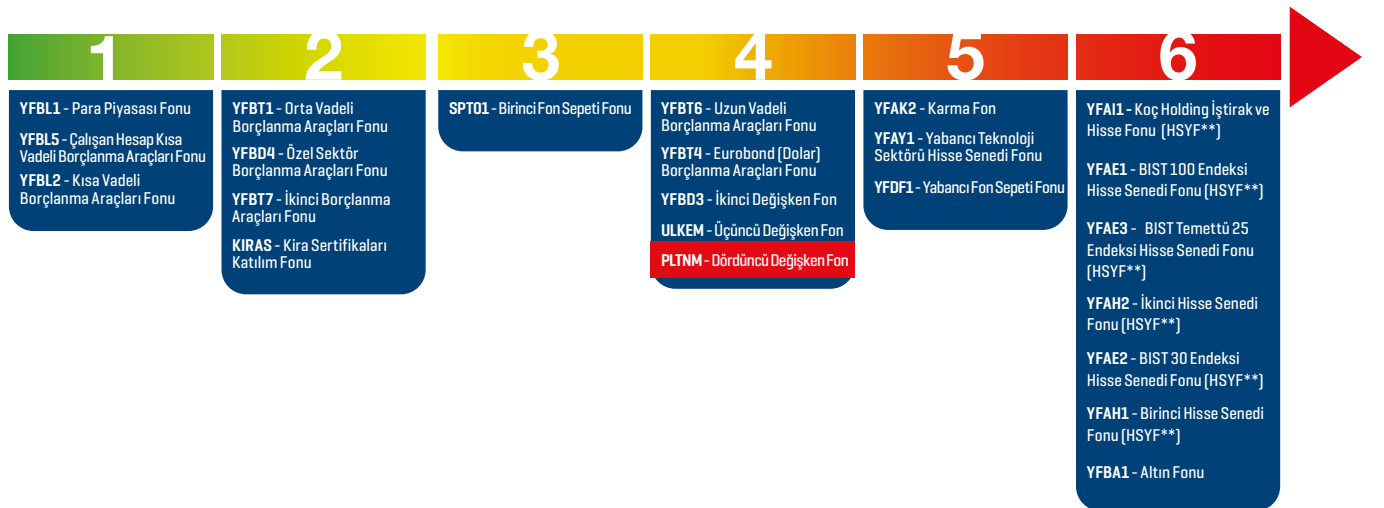 1
YFBL1 - Para Piyasası Fonu
YFBL5 - Çalışan Hesap Kısa
Vadeli Borçlanma Araçları Fonu
YFBL2 - Kısa Vadeli
Borçlanma Araçları Fonu
2
YFBT1 - Orta Vadeli
Borçlanma Araçları Fonu
YFBD4 - Özel Sektör
Borçlanma Araçları Fonu
YFBT7 - İkinci Borçlanma
Araçları Fonu
KIRAS - Kira Sertifikaları
Katılım Fonu
3
SPT01 - Birinci Fon Sepeti Fonu
4
YFBT6 - Uzun Vadeli
Borçlanma Araçları Fonu
YFBT4 - Eurobond (Dolar)
Borçlanma Araçları Fonu
YFBD3 - İkinci Değişken Fon
ULKEM - Üçüncü Değişken Fon
PLTNM - Dördüncü Değişken Fon
5
YFAK2 - Karma Fon
YFAY1 - Yabancı Teknoloji
Sektörü Hisse Senedi Fonu
YFDF1 - Yabancı Fon Sepeti Fonu
6
YFAI1 - Koç Holding İştirak ve
Hisse Fonu (HSYF**)
YFAE1 - BIST 100 Endeksi
Hisse Senedi Fonu (HSYF**)
YFAE3 - BIST Temettü 25
Endeksi Hisse Senedi Fonu
(HSYF**)
YFAH2 - İkinci Hisse Senedi
Fonu (HSYF**)
YFAE2 - BIST 30 Endeksi
Hisse Senedi Fonu (HSYF**)
YFAH1 - Birinci Hisse Senedi
Fonu (HSYF**)
YFBA1 - Altın Fonu